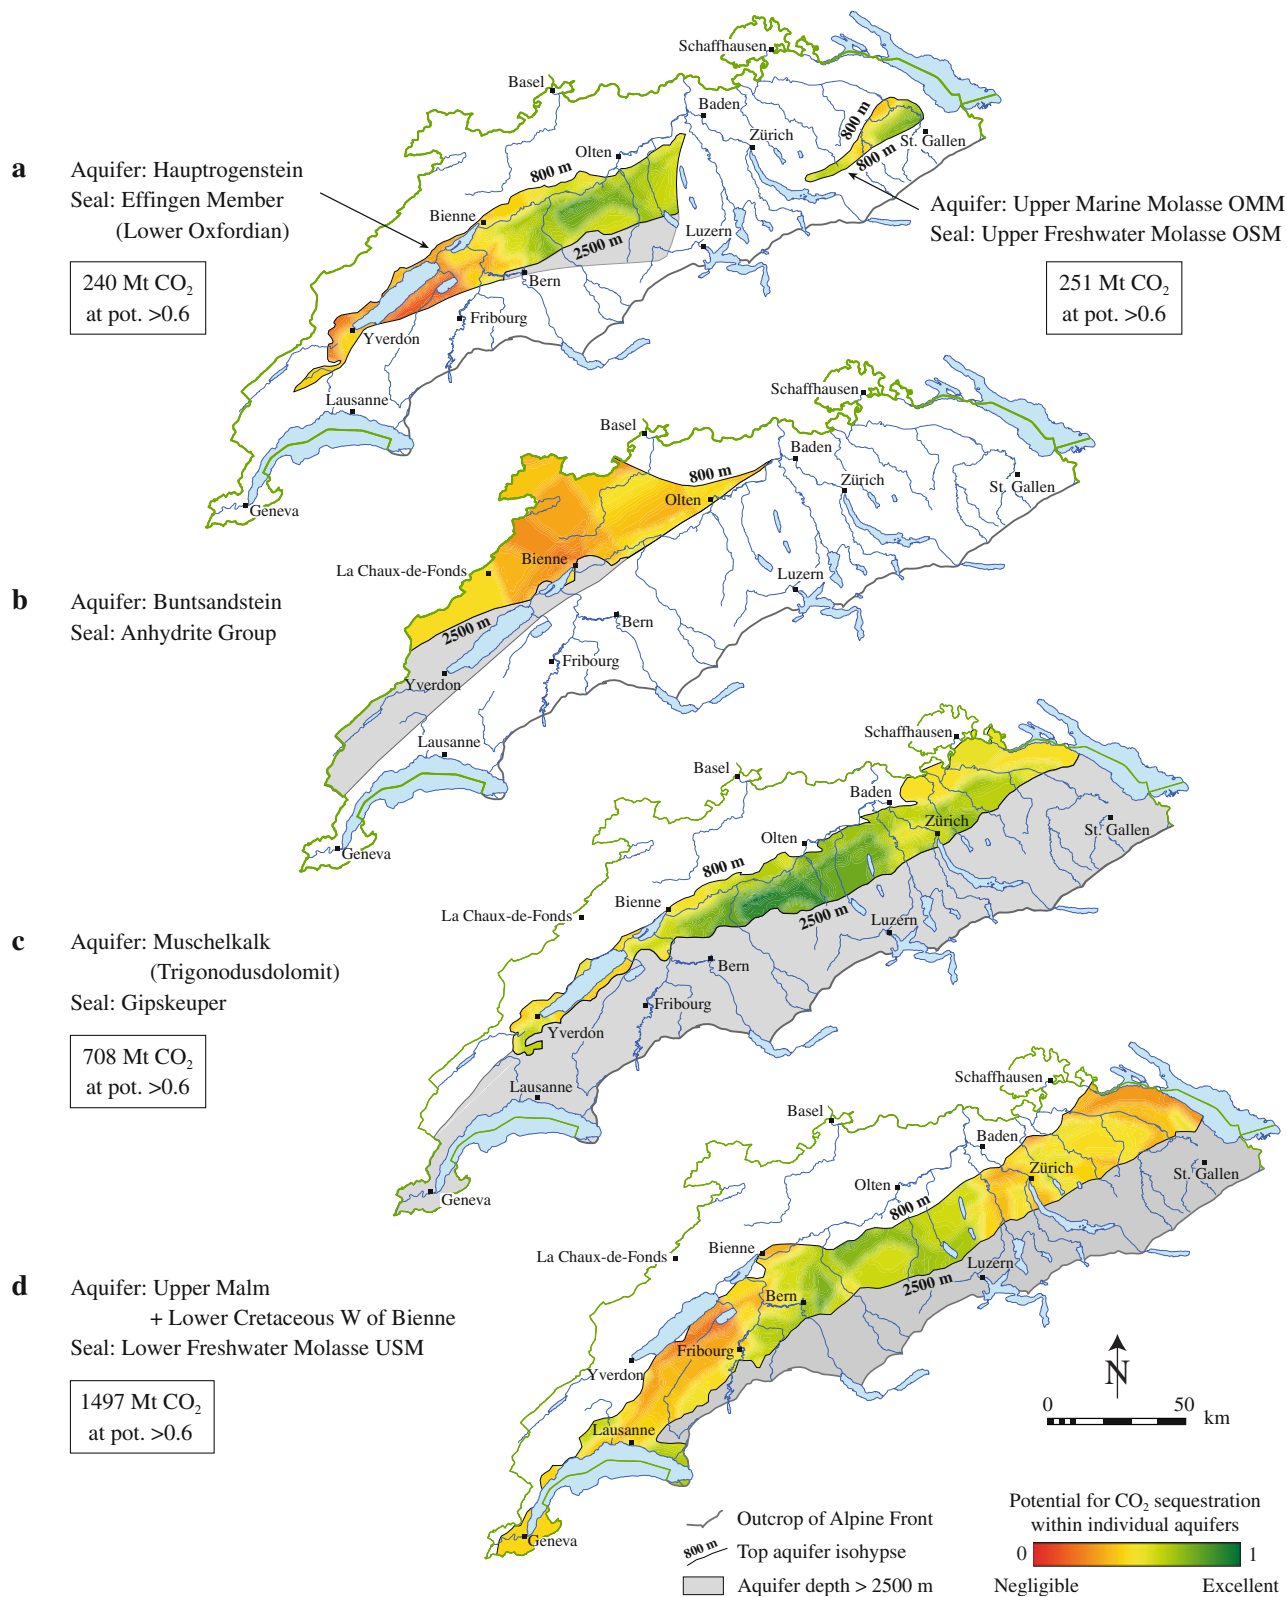 a
Aquifer: Hauptrogenstein
Seal: Effingen Member
(Lower Oxfordian)
240 Mt CO₂
at pot. >0.6
Schaffhausen
Basel
Baden
Zürich
Olten
St. Gallen
800 m
800 m
800 m
Bienne
2500 m
Luzern
Bern
Fribourg
Yverdon
Lausanne
Geneva
Aquifer: Upper Marine Molasse OMM
Seal: Upper Freshwater Molasse OSM
251 Mt CO₂
at pot. >0.6
b
Aquifer: Buntsandstein
Seal: Anhydrite Group
Schaffhausen
Basel
Baden
800 m
Zürich
St. Gallen
Olten
Bienne
La Chaux-de-Fonds
Luzern
2500 m
Bern
Fribourg
Yverdon
Lausanne
Geneva
c
Aquifer: Muschelkalk
(Trigonodusdolomit)
Seal: Gipskeuper
708 Mt CO₂
at pot. >0.6
Schaffhausen
Basel
Baden
Zürich
St. Gallen
Olten
800 m
Bienne
La Chaux-de-Fonds
2500 m
Luzern
Bern
Fribourg
Yverdon
Lausanne
Geneva
d
Aquifer: Upper Malm
+ Lower Cretaceous W of Bienne
Seal: Lower Freshwater Molasse USM
1497 Mt CO₂
at pot. >0.6
Schaffhausen
Basel
Baden
Zürich
St. Gallen
Olten
800 m
Bienne
La Chaux-de-Fonds
Luzern
2500 m
Bern
Fribourg
Yverdon
Lausanne
Geneva
N
0 50
km
Outcrop of Alpine Front
800 m Top aquifer isohypse
Aquifer depth > 2500 m
Potential for CO₂ sequestration
within individual aquifers
0 1
Negligible Excellent